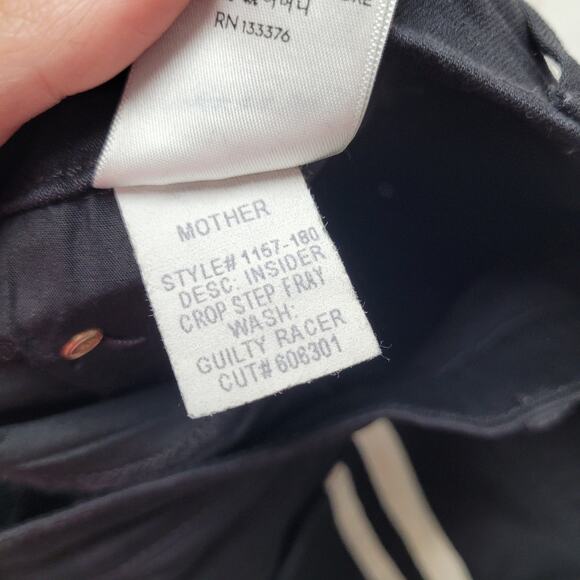 RN 133376
MOTHER
STYLE# 1157-180
DESC: INSIDER
CROP STEP FRAY
WASH:
GUILTY RACER
CUT# 606301